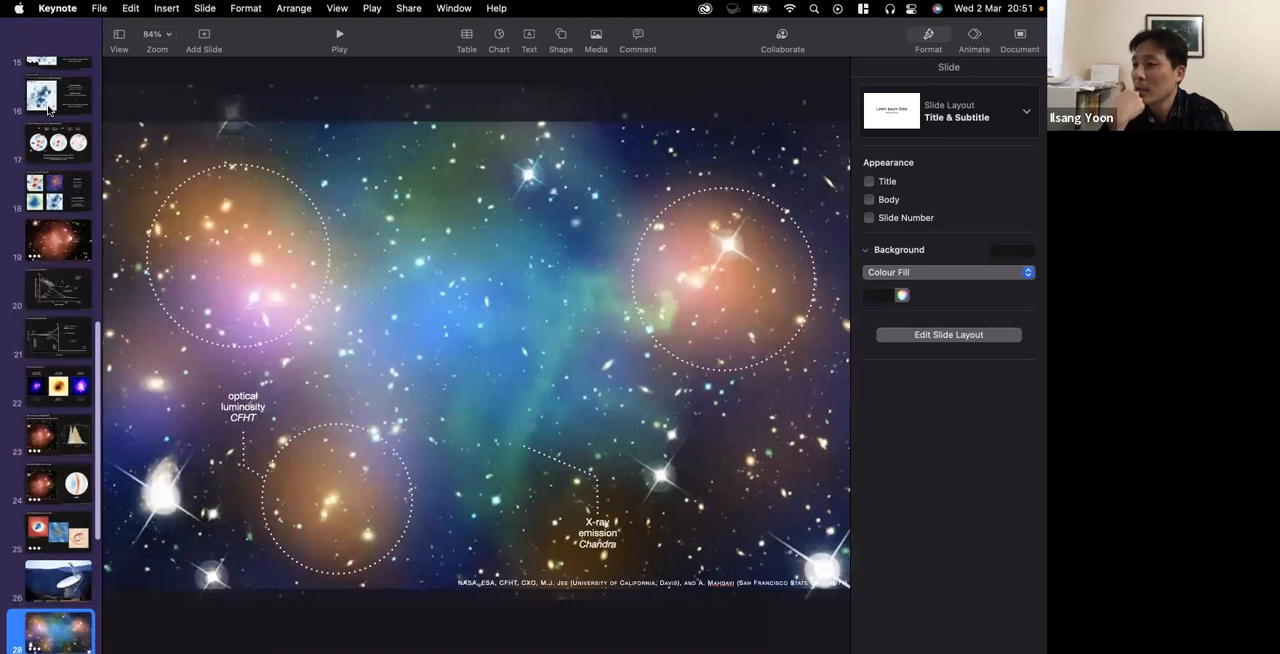 Keynote File Edit Insert Slide Format Arrange View Play Share Window Help
Wed 2 Mar 20:51
84%
View Zoom Add Slide Play Table Chart Text Shape Media Comment Collaborate Format Animate Document
15
16
17
18
19
20
21
22
23
24
25
26
28
optical
luminosity
CFHT
X-ray
emission
Chandra
NASA, ESA, CFHT, CXO, M.J. Jee (University of California, Davis), and A. Mahdavi (San Francisco State
Slide
Slide Layout
Title & Subtitle
Appearance
Title
Body
Slide Number
Background
Colour Fill
Edit Slide Layout
Ilsang Yoon